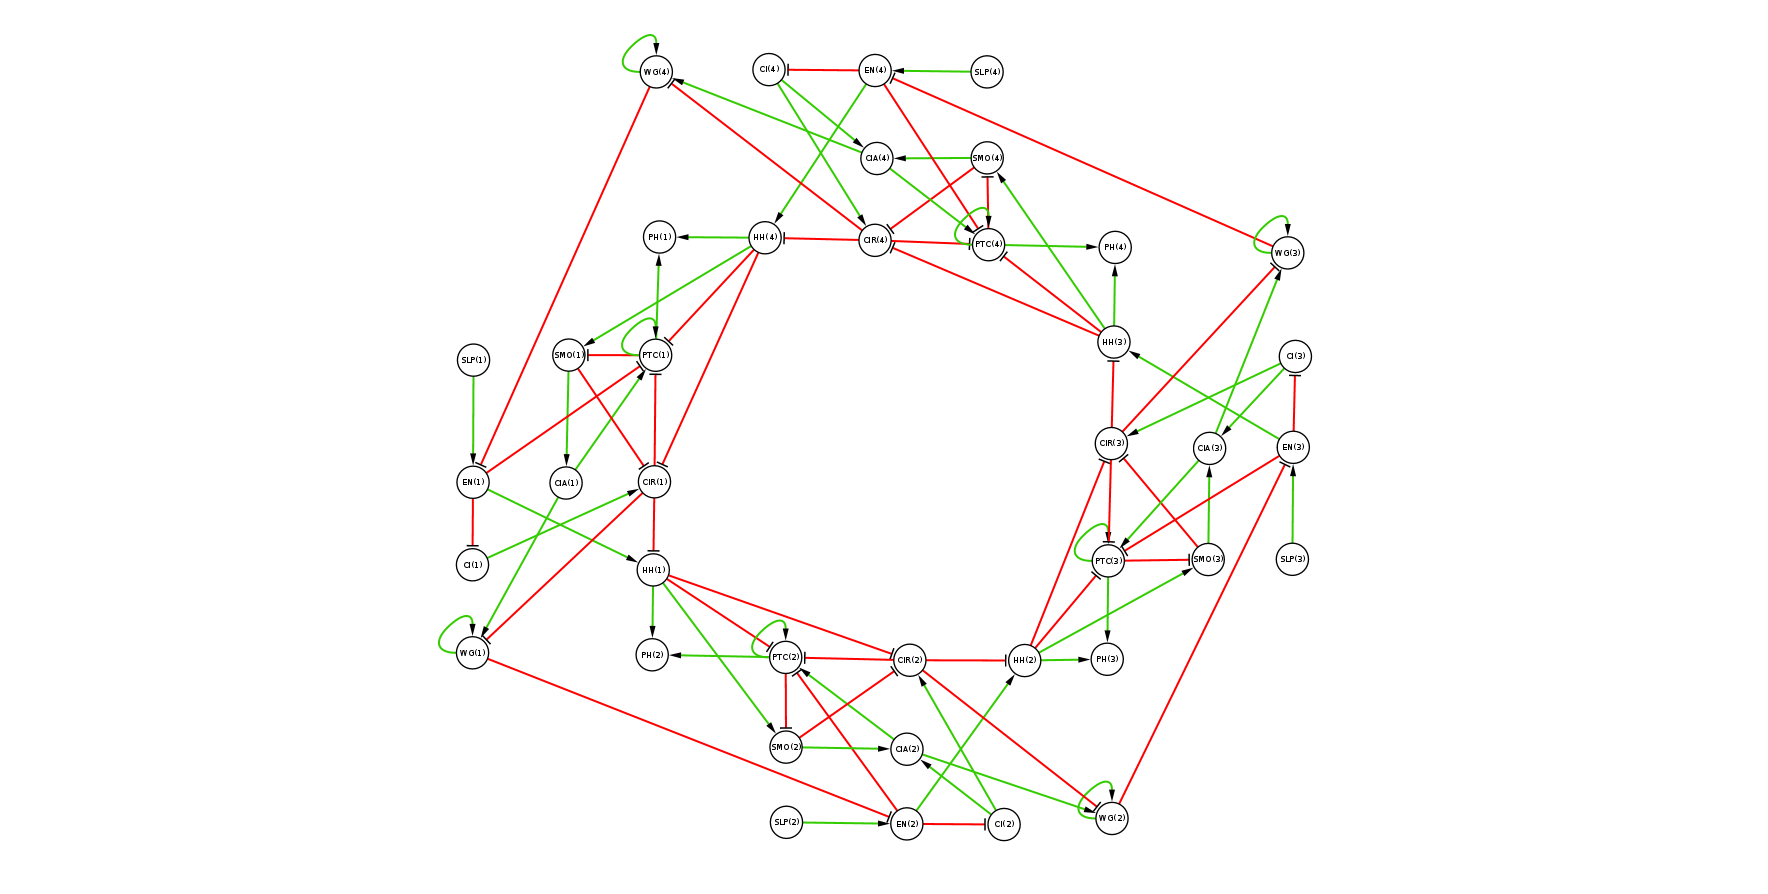 WG(4)
CI(4)
EN(4)
SLP(4)
CIA(4)
SMO(4)
PH(1)
HH(4)
CIR(4)
PTC(4)
PH(4)
WG(3)
SLP(1)
SMO(1)
PTC(1)
HH(3)
CI(3)
CIR(3)
CIA(3)
EN(3)
EN(1)
CIA(1)
CIR(1)
CI(1)
HH(1)
PTC(3)
SMO(3)
SLP(3)
WG(1)
PH(2)
PTC(2)
CIR(2)
HH(2)
PH(3)
SMO(2)
CIA(2)
SLP(2)
EN(2)
CI(2)
WG(2)